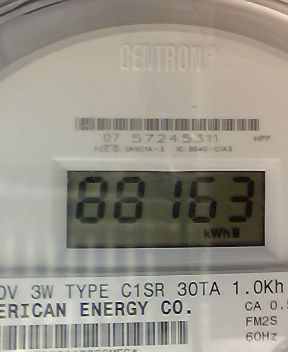 CENTRON®
07 57245311
HPP
88163
kWh
0V 3W TYPE C1SR 30TA 1.0Kh
ERICAN ENERGY CO.
CA 0.5
FM2S
60Hz